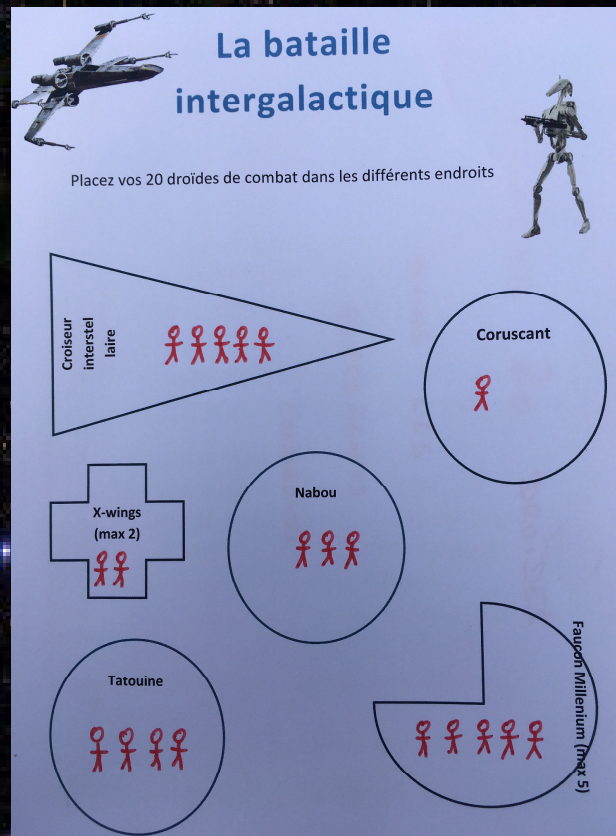 La bataille
intergalactique
Placez vos 20 droïdes de combat dans les différents endroits
Croiseur
interstel
laire
Coruscant
X-wings
(max 2)
Nabou
Tatouine
Faucon Millenium (max 5)